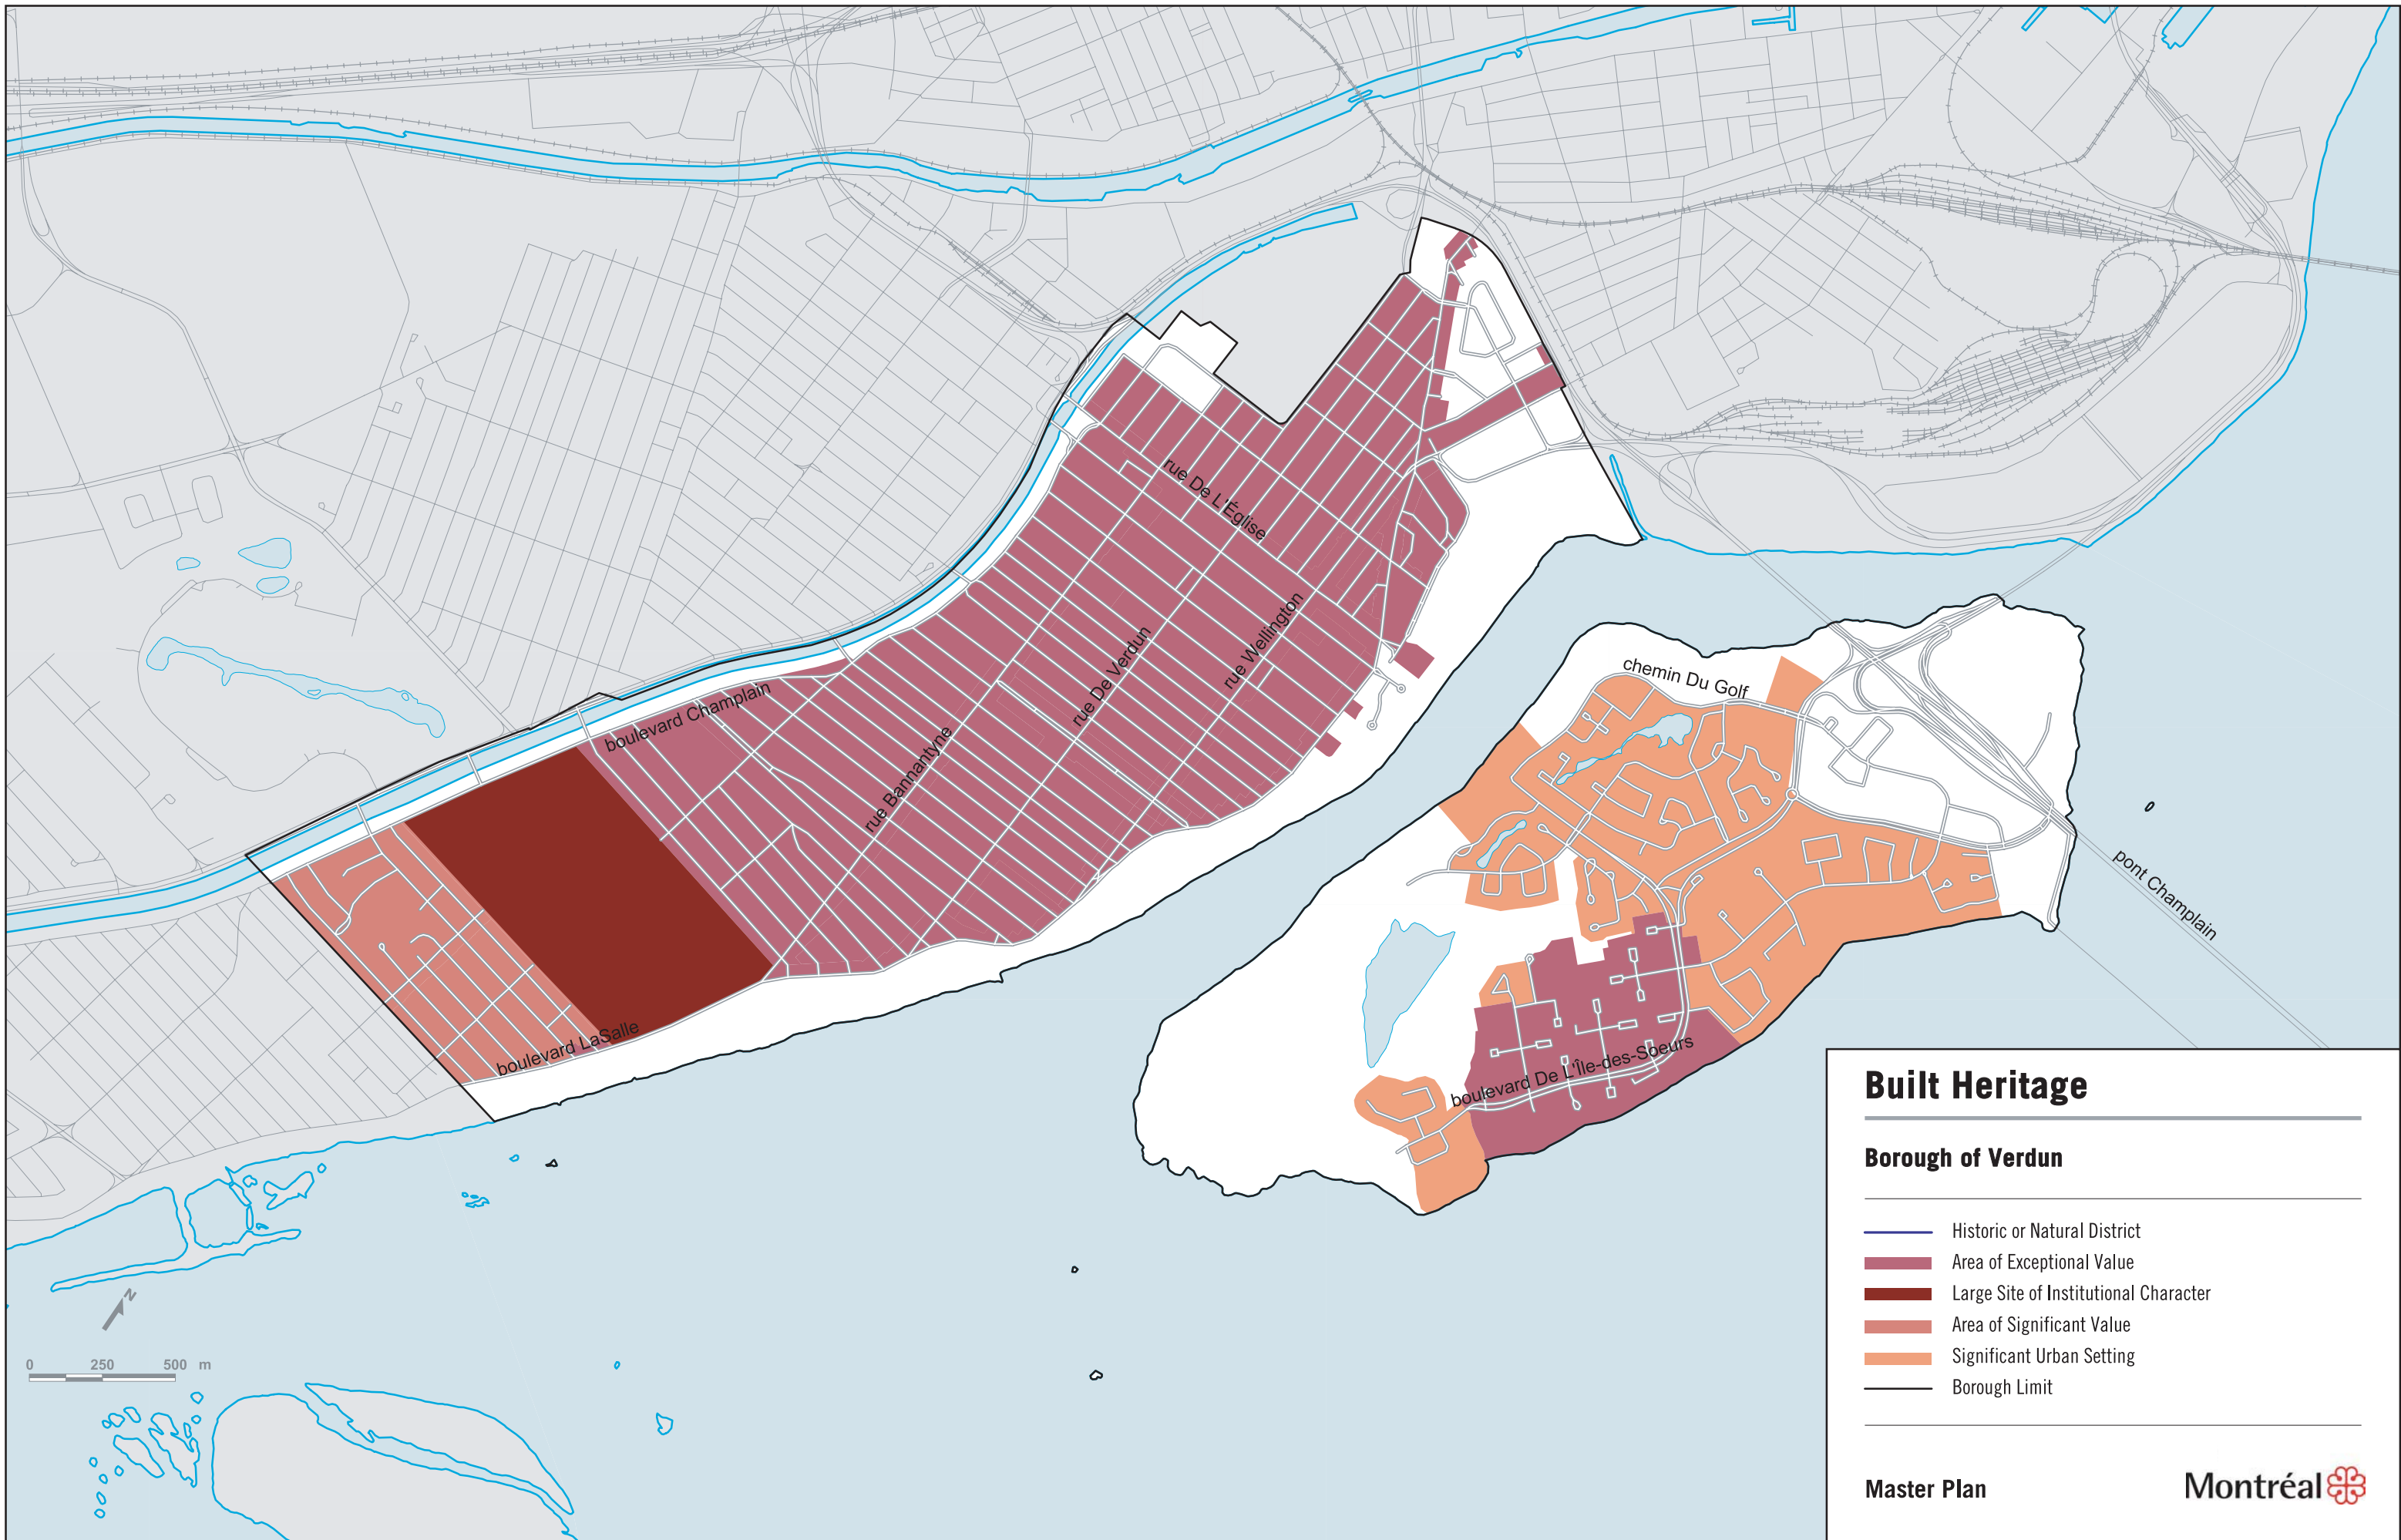 rue De L'Église
rue Wellington
rue De Verdun
chemin Du Golf
boulevard Champlain
rue Bannantyne
pont Champlain
boulevard LaSalle
boulevard De L'Île-des-Soeurs
N
0 250 500 m
Built Heritage
Borough of Verdun
Historic or Natural District
Area of Exceptional Value
Large Site of Institutional Character
Area of Significant Value
Significant Urban Setting
Borough Limit
Master Plan
Montréal